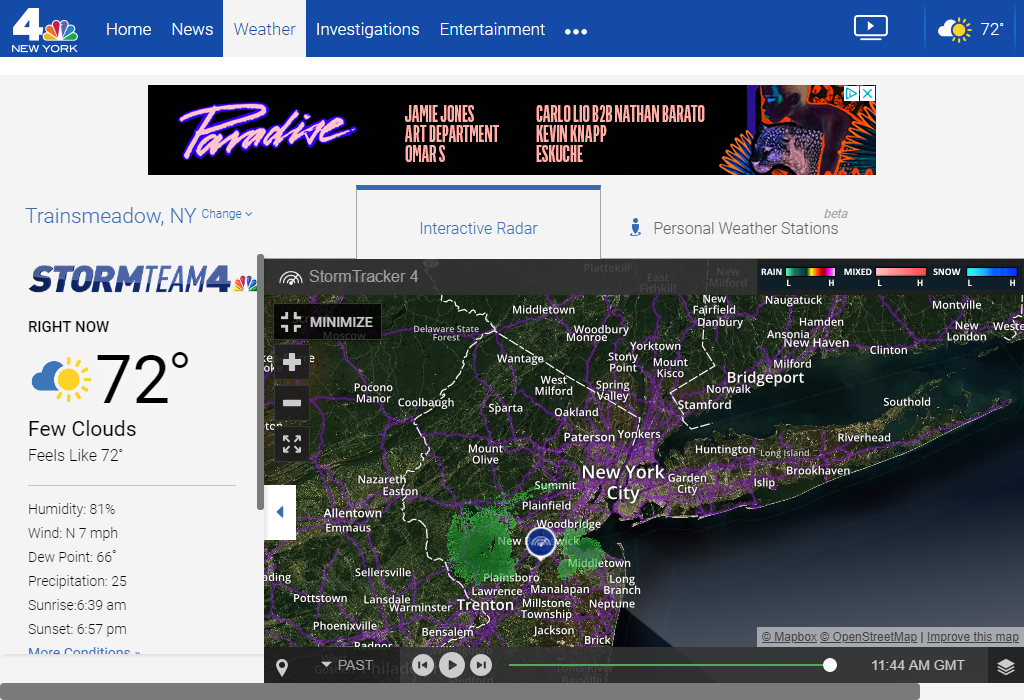 4
NEW YORK
Home
News
Weather
Investigations
Entertainment
72°
Paradise
JAMIE JONES
ART DEPARTMENT
OMAR S
CARLO LIO B2B NATHAN BARATO
KEVIN KNAPP
ESKUCHE
Trainsmeadow, NY
Change
Interactive Radar
beta
Personal Weather Stations
STORMTEAM4
RIGHT NOW
72°
Few Clouds
Feels Like 72°
Humidity: 81%
Wind: N 7 mph
Dew Point: 66°
Precipitation: 25
Sunrise:6:39 am
Sunset: 6:57 pm
More Conditions »
StormTracker 4
RAIN
L H
MIXED
L H
SNOW
L H
MINIMIZE
Plattekill
East
Fishkill
New
Milford
Moscow
Middletown
Delaware State
Forest
New
Fairfield
Danbury
Naugatuck
Hamden
Ansonia
New Haven
Montville
New
London
Clinton
Woodbury
Monroe
Yorktown
Stony
Point
Mount
Kisco
Milford
Bridgeport
Norwalk
Stamford
Wantage
West
Milford
Spring
Valley
Pocono
Manor
Coolbaugh
Sparta
Oakland
Southold
Paterson
Yonkers
Riverhead
Mount
Olive
Huntington
Long Island
Brookhaven
New York
City
Garden
City
Islip
Nazareth
Easton
Summit
Plainfield
Allentown
Emmaus
Woodbridge
Middletown
Sellersville
Plainsboro
Lawrence
Manalapan
Long
Branch
Pottstown
Lansdale
Warminster
Trenton
Millstone
Township
Neptune
Phoenixville
Bensalem
Jackson
Brick
© Mapbox © OpenStreetMap | Improve this map
PAST
11:44 AM GMT